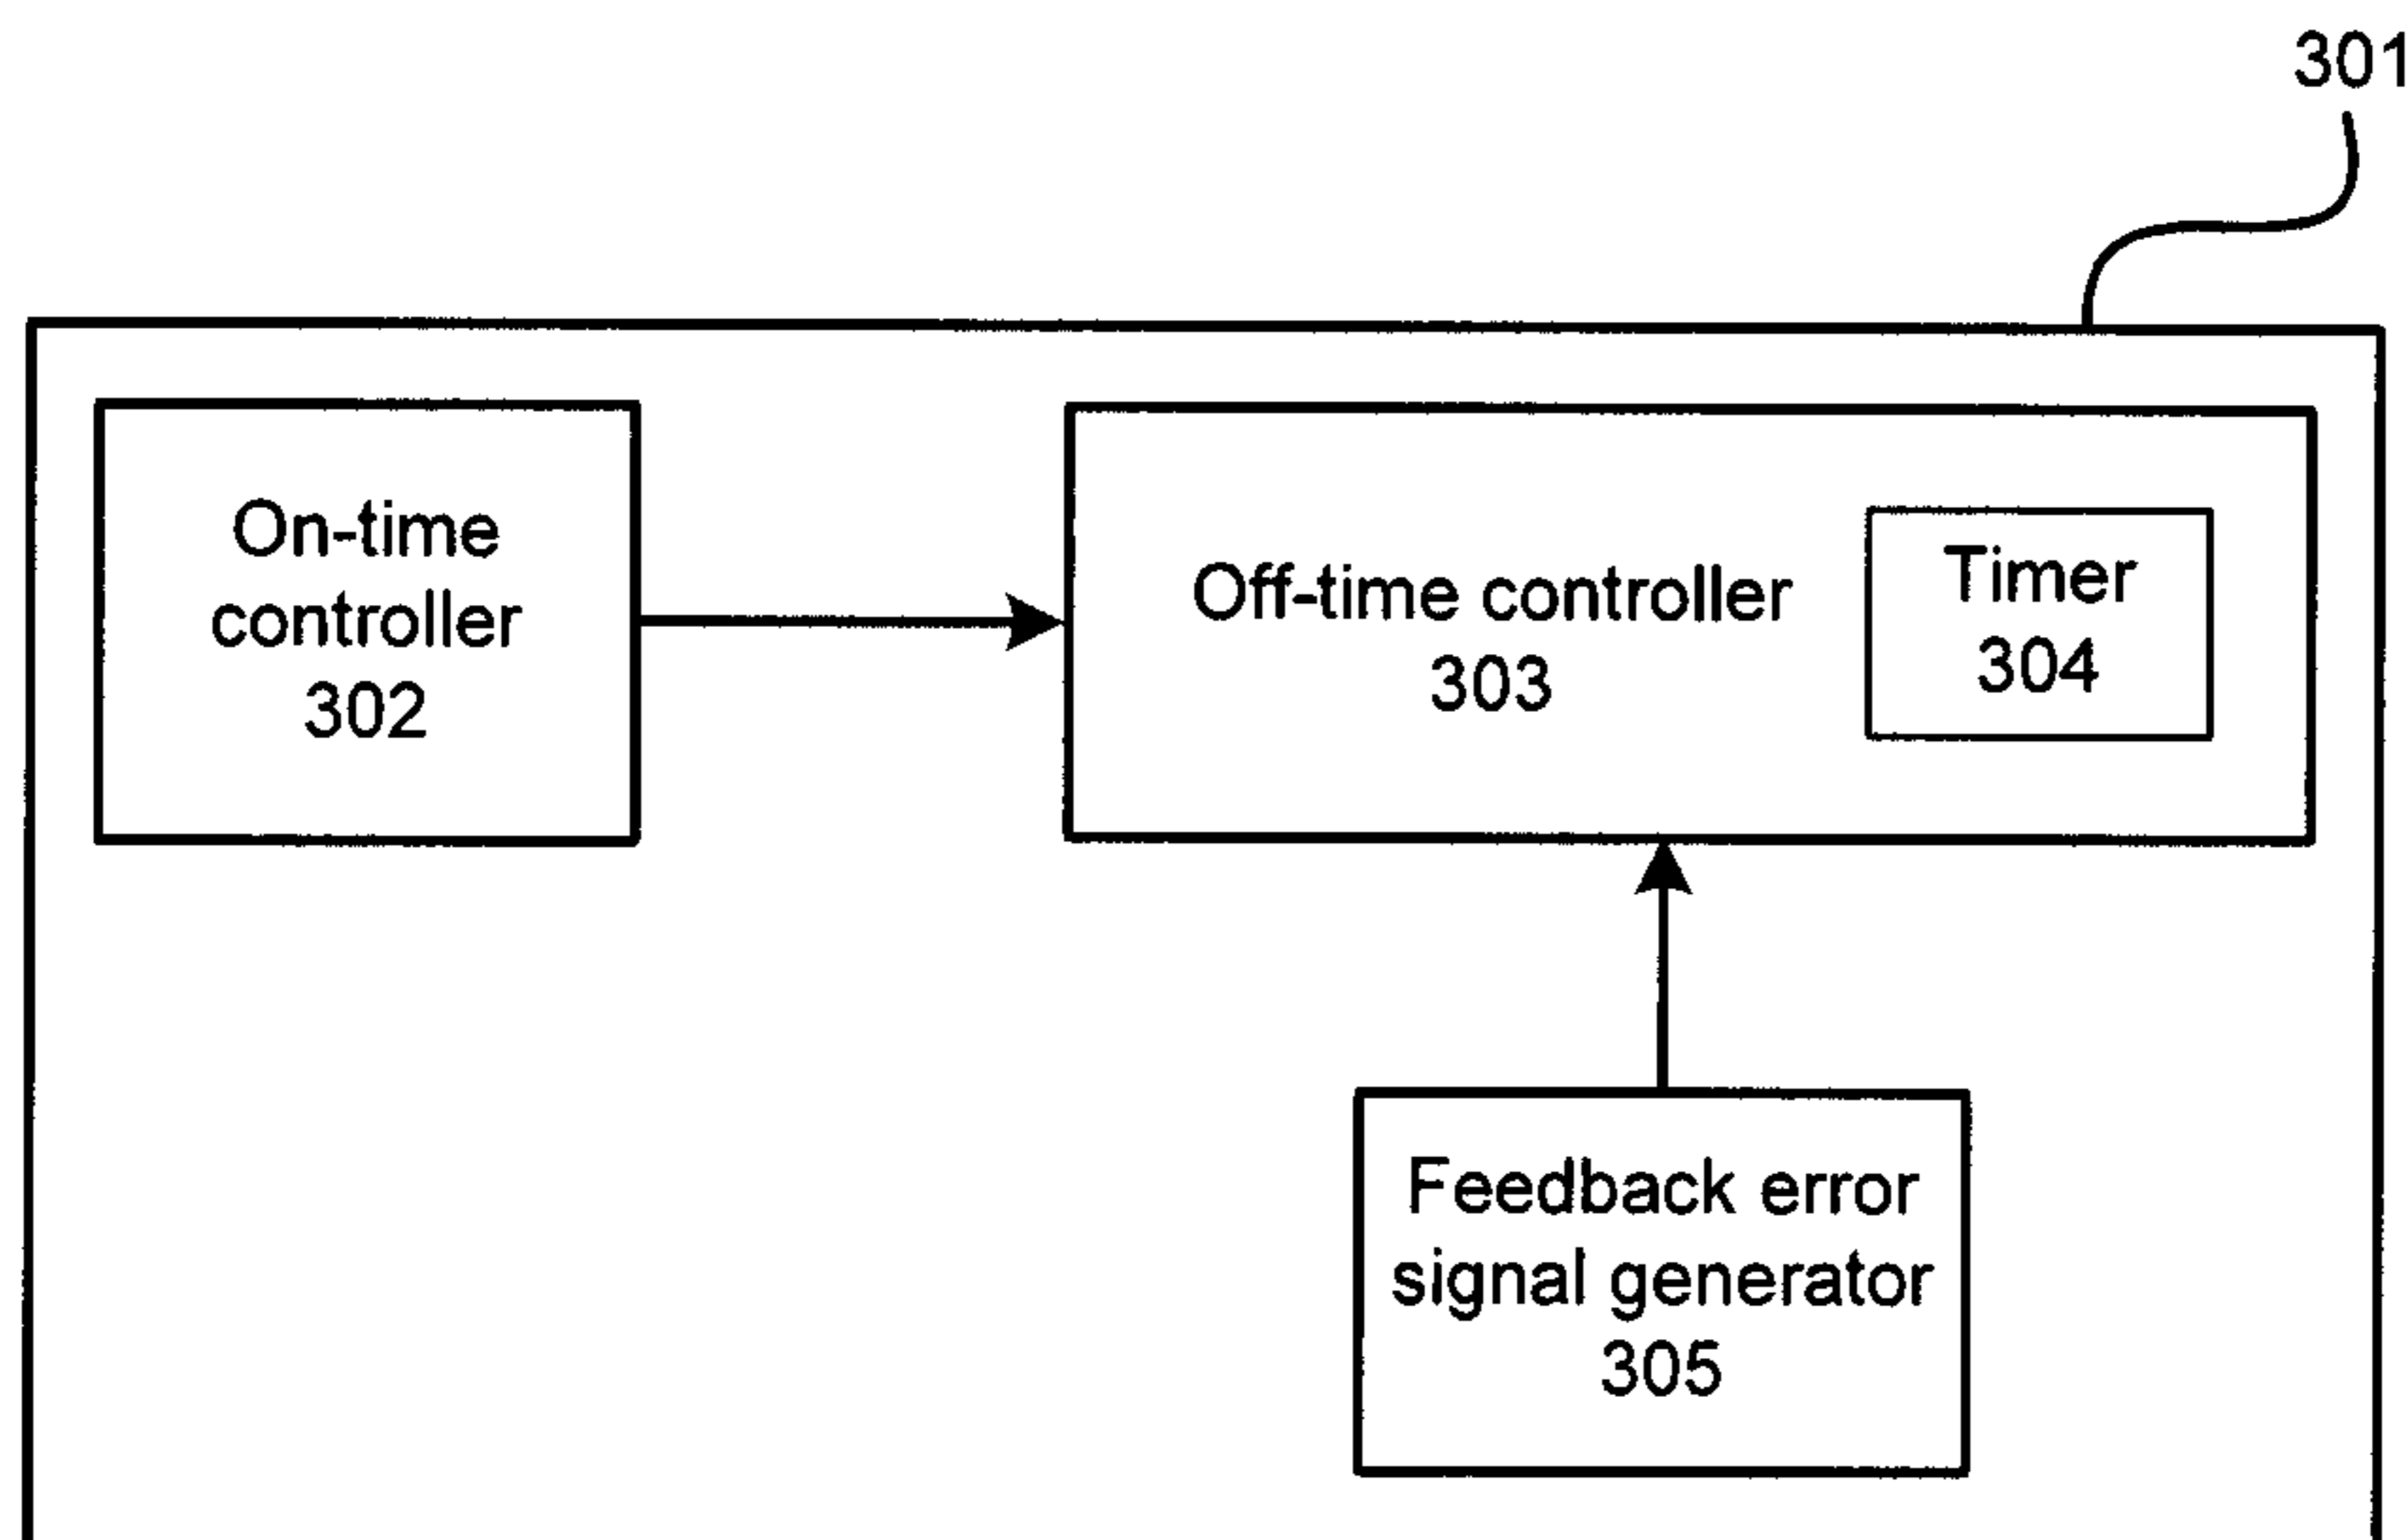 301
On-time
controller
302
Off-time controller
303
Timer
304
Feedback error
signal generator
305